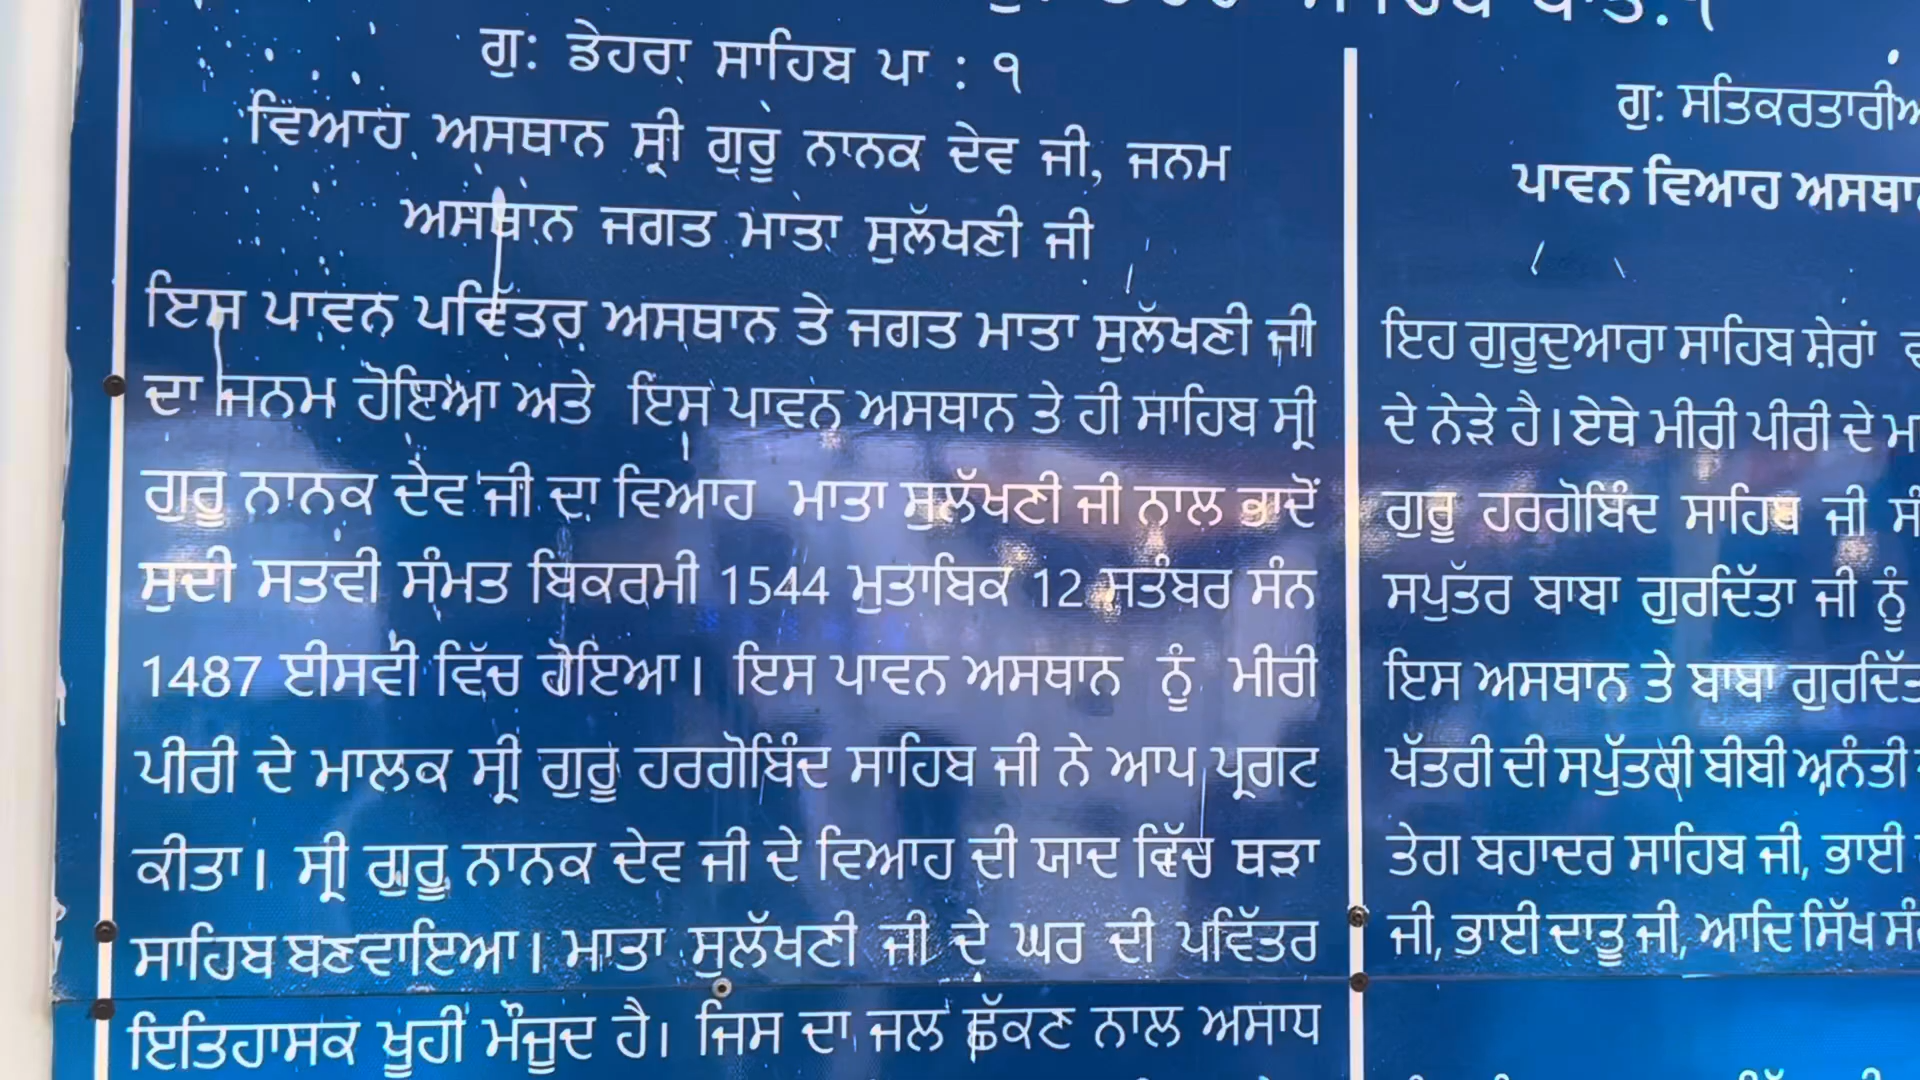 ਗੁ: ਡੇਹਰਾ ਸਾਹਿਬ ਪਾ : ੧
ਵਿਆਹ ਅਸਥਾਨ ਸ੍ਰੀ ਗੁਰੂ ਨਾਨਕ ਦੇਵ ਜੀ, ਜਨਮ
ਅਸਥਾਨ ਜਗਤ ਮਾਤਾ ਸੁਲੱਖਣੀ ਜੀ
ਇਸ ਪਾਵਨ ਪਵਿੱਤਰ ਅਸਥਾਨ ਤੇ ਜਗਤ ਮਾਤਾ ਸੁਲੱਖਣੀ ਜੀ
ਦਾ ਜਨਮ ਹੋਇਆ ਅਤੇ ਇਸ ਪਾਵਨ ਅਸਥਾਨ ਤੇ ਹੀ ਸਾਹਿਬ ਸ੍ਰੀ
ਗੁਰੂ ਨਾਨਕ ਦੇਵ ਜੀ ਦਾ ਵਿਆਹ ਮਾਤਾ ਸੁਲੱਖਣੀ ਜੀ ਨਾਲ ਭਾਦੋਂ
ਸੁਦੀ ਸਤਵੀ ਸੰਮਤ ਬਿਕਰਮੀ 1544 ਮੁਤਾਬਿਕ 12 ਸਤੰਬਰ ਸੰਨ
1487 ਈਸਵੀ ਵਿੱਚ ਹੋਇਆ। ਇਸ ਪਾਵਨ ਅਸਥਾਨ ਨੂੰ ਮੀਰੀ
ਪੀਰੀ ਦੇ ਮਾਲਕ ਸ੍ਰੀ ਗੁਰੂ ਹਰਗੋਬਿੰਦ ਸਾਹਿਬ ਜੀ ਨੇ ਆਪ ਪ੍ਰਗਟ
ਕੀਤਾ। ਸ੍ਰੀ ਗੁਰੂ ਨਾਨਕ ਦੇਵ ਜੀ ਦੇ ਵਿਆਹ ਦੀ ਯਾਦ ਵਿੱਚ ਥੜਾ
ਸਾਹਿਬ ਬਣਵਾਇਆ। ਮਾਤਾ ਸੁਲੱਖਣੀ ਜੀ ਦੇ ਘਰ ਦੀ ਪਵਿੱਤਰ
ਇਤਿਹਾਸਕ ਖੂਹੀ ਮੌਜੂਦ ਹੈ। ਜਿਸ ਦਾ ਜਲ ਛੱਕਣ ਨਾਲ ਅਸਾਧ
ਗੁ: ਸਤਿਕਰਤਾਰੀਆ
ਪਾਵਨ ਵਿਆਹ ਅਸਥਾਨ
ਇਹ ਗੁਰੂਦੁਆਰਾ ਸਾਹਿਬ ਸ਼ੇਰਾਂ
ਦੇ ਨੇੜੇ ਹੈ। ਏਥੇ ਮੀਰੀ ਪੀਰੀ ਦੇ
ਗੁਰੂ ਹਰਗੋਬਿੰਦ ਸਾਹਿਬ ਜੀ
ਸਪੁੱਤਰ ਬਾਬਾ ਗੁਰਦਿੱਤਾ ਜੀ ਨੂੰ
ਇਸ ਅਸਥਾਨ ਤੇ ਬਾਬਾ ਗੁਰਦਿੱਤ
ਖੱਤਰੀ ਦੀ ਸਪੁੱਤਰੀ ਬੀਬੀ ਅਨੰਤੀ
ਤੇਗ ਬਹਾਦਰ ਸਾਹਿਬ ਜੀ, ਭਾਈ
ਜੀ, ਭਾਈ ਦਾਤੂ ਜੀ, ਆਦਿ ਸਿੱਖ